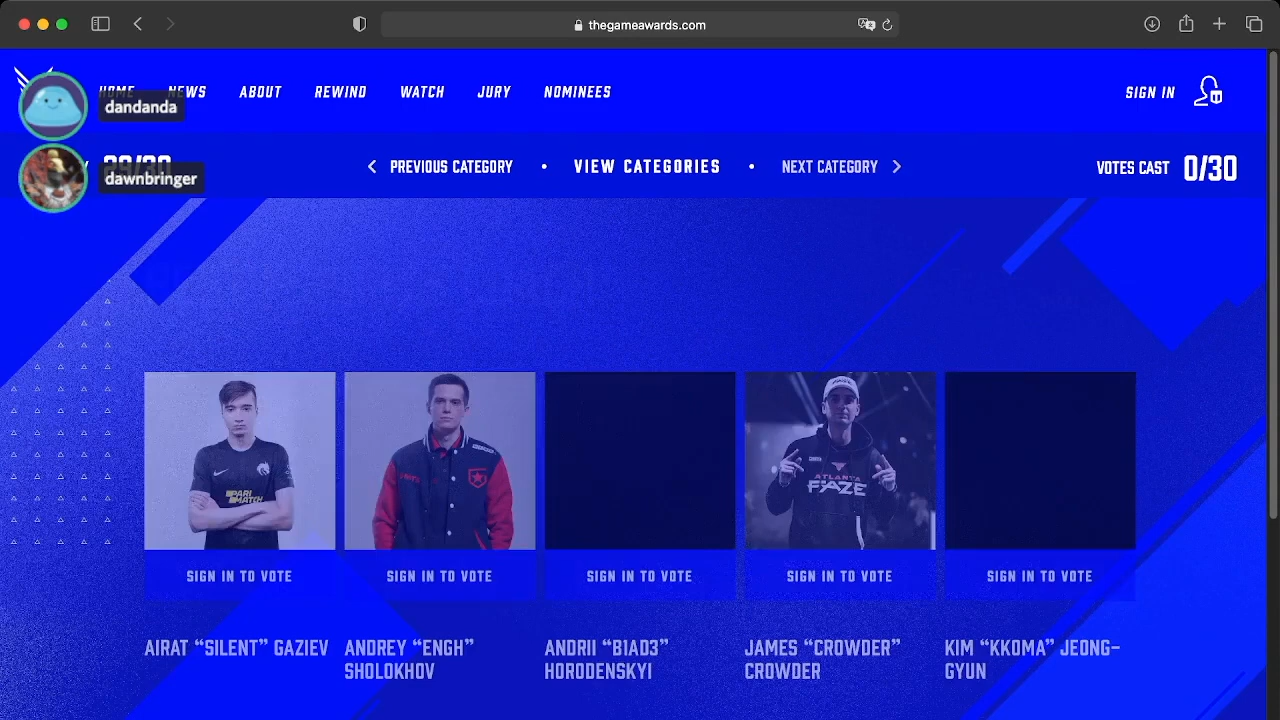 thegameawards.com
HOME NEWS ABOUT REWIND WATCH JURY NOMINEES SIGN IN
dandanda
29/30 PREVIOUS CATEGORY • VIEW CATEGORIES • NEXT CATEGORY VOTES CAST 0/30
dawnbringer
PARI
MATCH
ATLANTA
FAZE
SIGN IN TO VOTE SIGN IN TO VOTE SIGN IN TO VOTE SIGN IN TO VOTE SIGN IN TO VOTE
AIRAT “SILENT” GAZIEV
ANDREY “ENGH”
SHOLOKHOV
ANDRII “B1AD3”
HORODENSKYI
JAMES “CROWDER”
CROWDER
KIM “KKOMA” JEONG-
GYUN